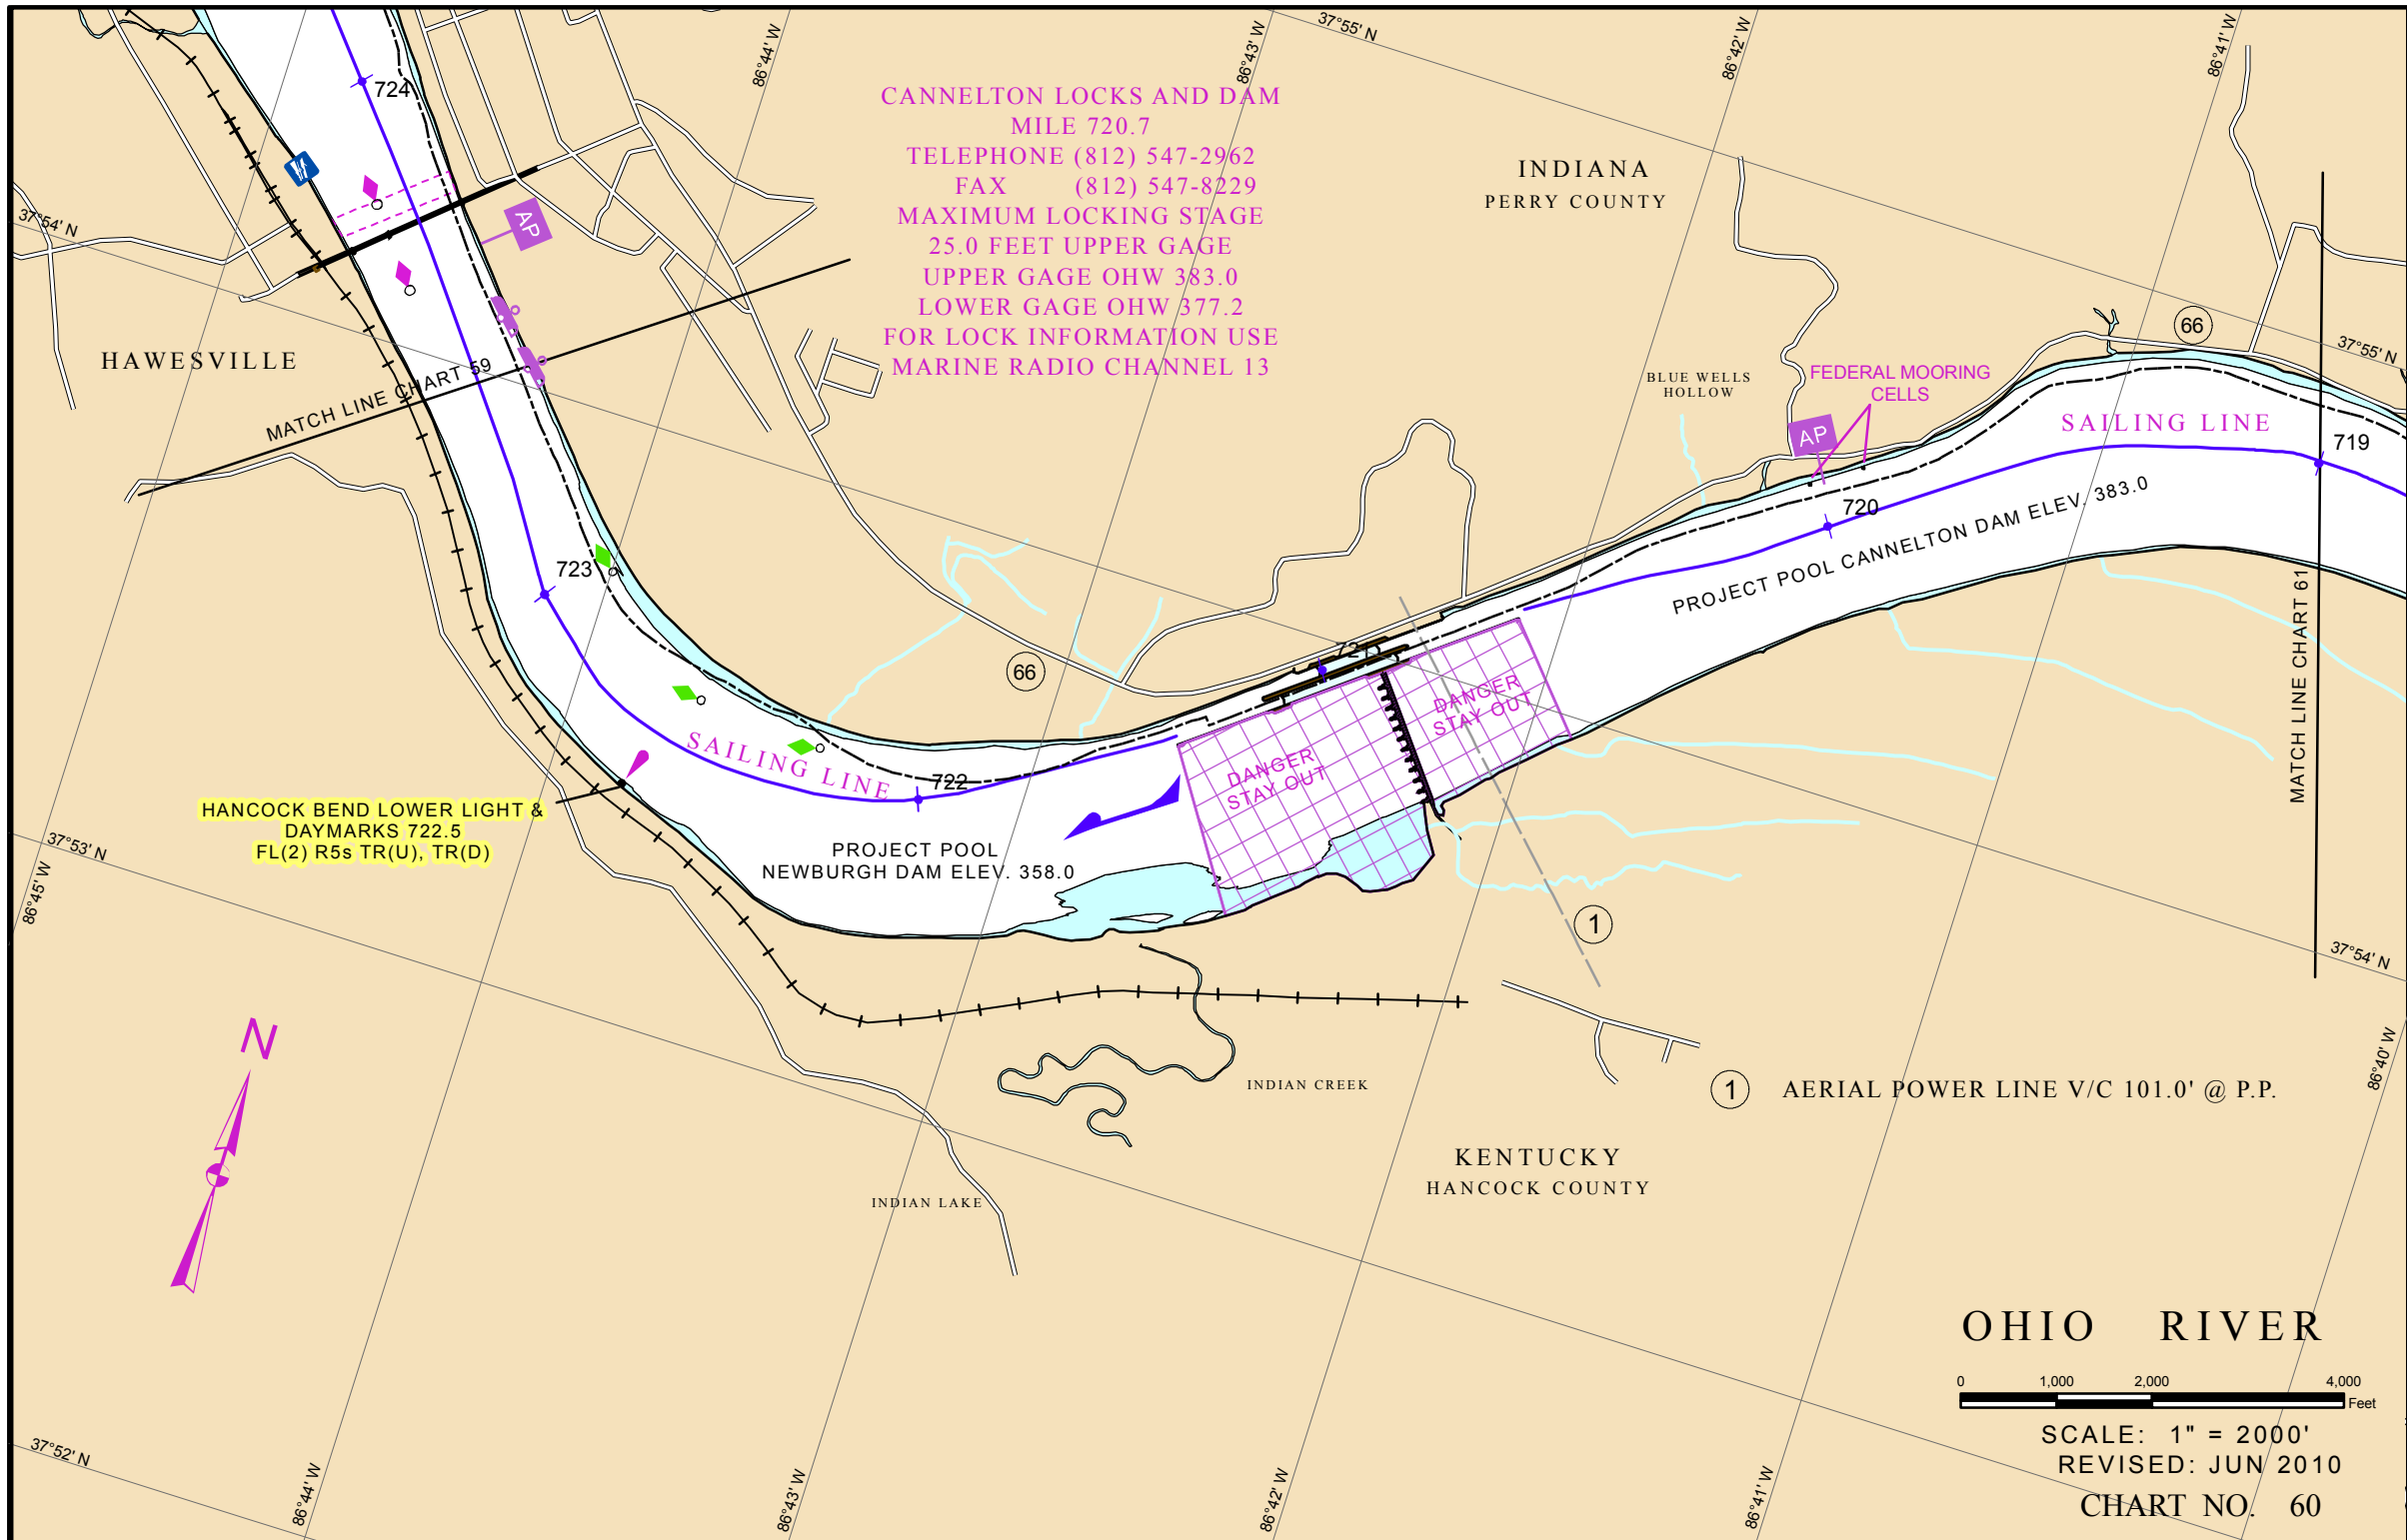 724
86°44' W
86°43' W
37°55' N
86°42' W
86°41' W
CANNELTON LOCKS AND DAM
MILE 720.7
TELEPHONE (812) 547-2962
FAX (812) 547-8229
MAXIMUM LOCKING STAGE
25.0 FEET UPPER GAGE
UPPER GAGE OHW 383.0
LOWER GAGE OHW 377.2
FOR LOCK INFORMATION USE
MARINE RADIO CHANNEL 13
INDIANA
PERRY COUNTY
37°54' N
AP
HAWESVILLE
MATCH LINE CHART 59
66
37°55' N
BLUE WELLS
HOLLOW
FEDERAL MOORING
CELLS
AP
SAILING LINE
719
720
PROJECT POOL CANNELTON DAM ELEV. 383.0
MATCH LINE CHART 61
723
66
721
DANGER
STAY OUT
DANGER
STAY OUT
SAILING LINE
722
HANCOCK BEND LOWER LIGHT &
DAYMARKS 722.5
FL(2) R5s TR(U), TR(D)
PROJECT POOL
NEWBURGH DAM ELEV. 358.0
37°53' N
86°45' W
1
37°54' N
N
INDIAN CREEK
86°40' W
1 AERIAL POWER LINE V/C 101.0' @ P.P.
KENTUCKY
HANCOCK COUNTY
INDIAN LAKE
OHIO RIVER
0 1,000 2,000 4,000
Feet
SCALE: 1" = 2000'
REVISED: JUN 2010
CHART NO. 60
37°52' N
86°44' W
86°43' W
86°42' W
86°41' W